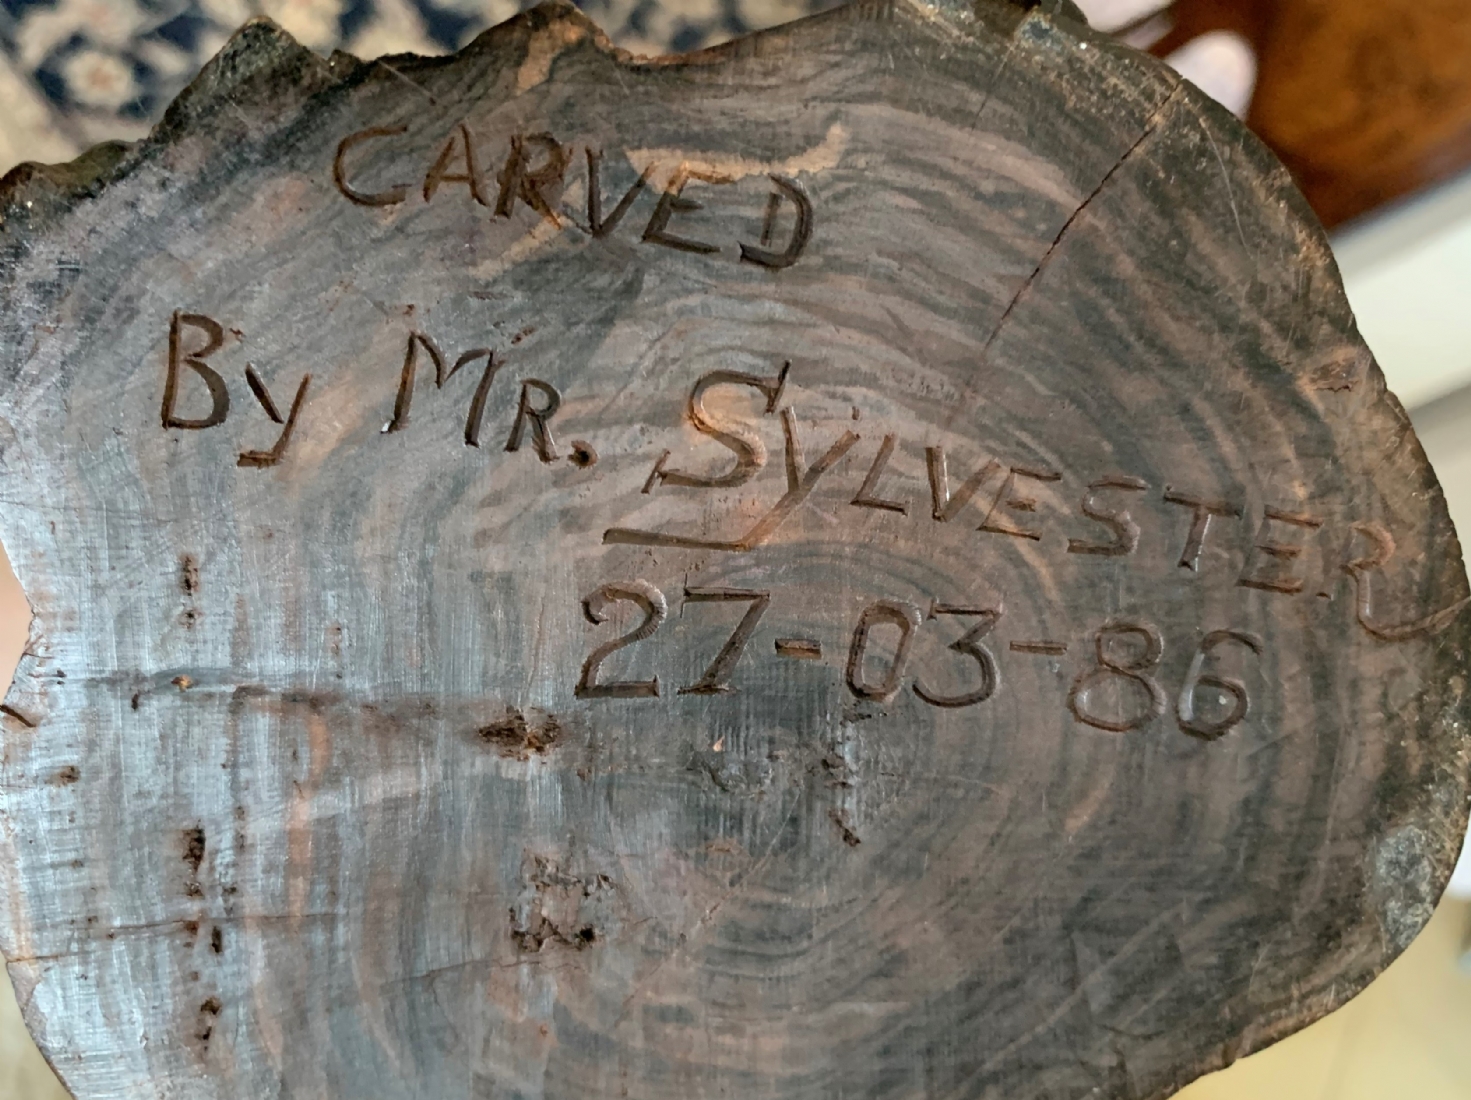 CARVED
By MR. SYLVESTER
27-03-86